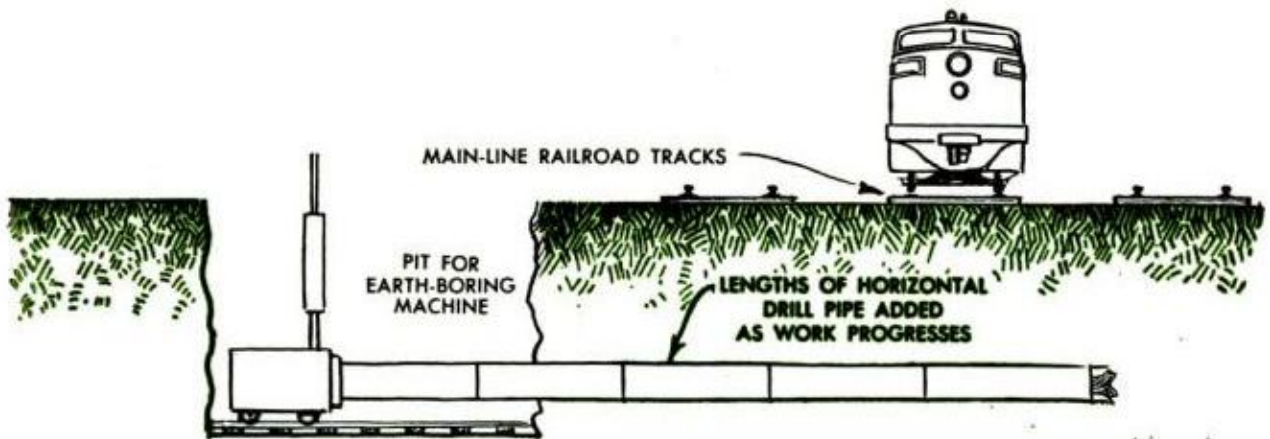 MAIN-LINE RAILROAD TRACKS
PIT FOR
EARTH-BORING
MACHINE
LENGTHS OF HORIZONTAL
DRILL PIPE ADDED
AS WORK PROGRESSES